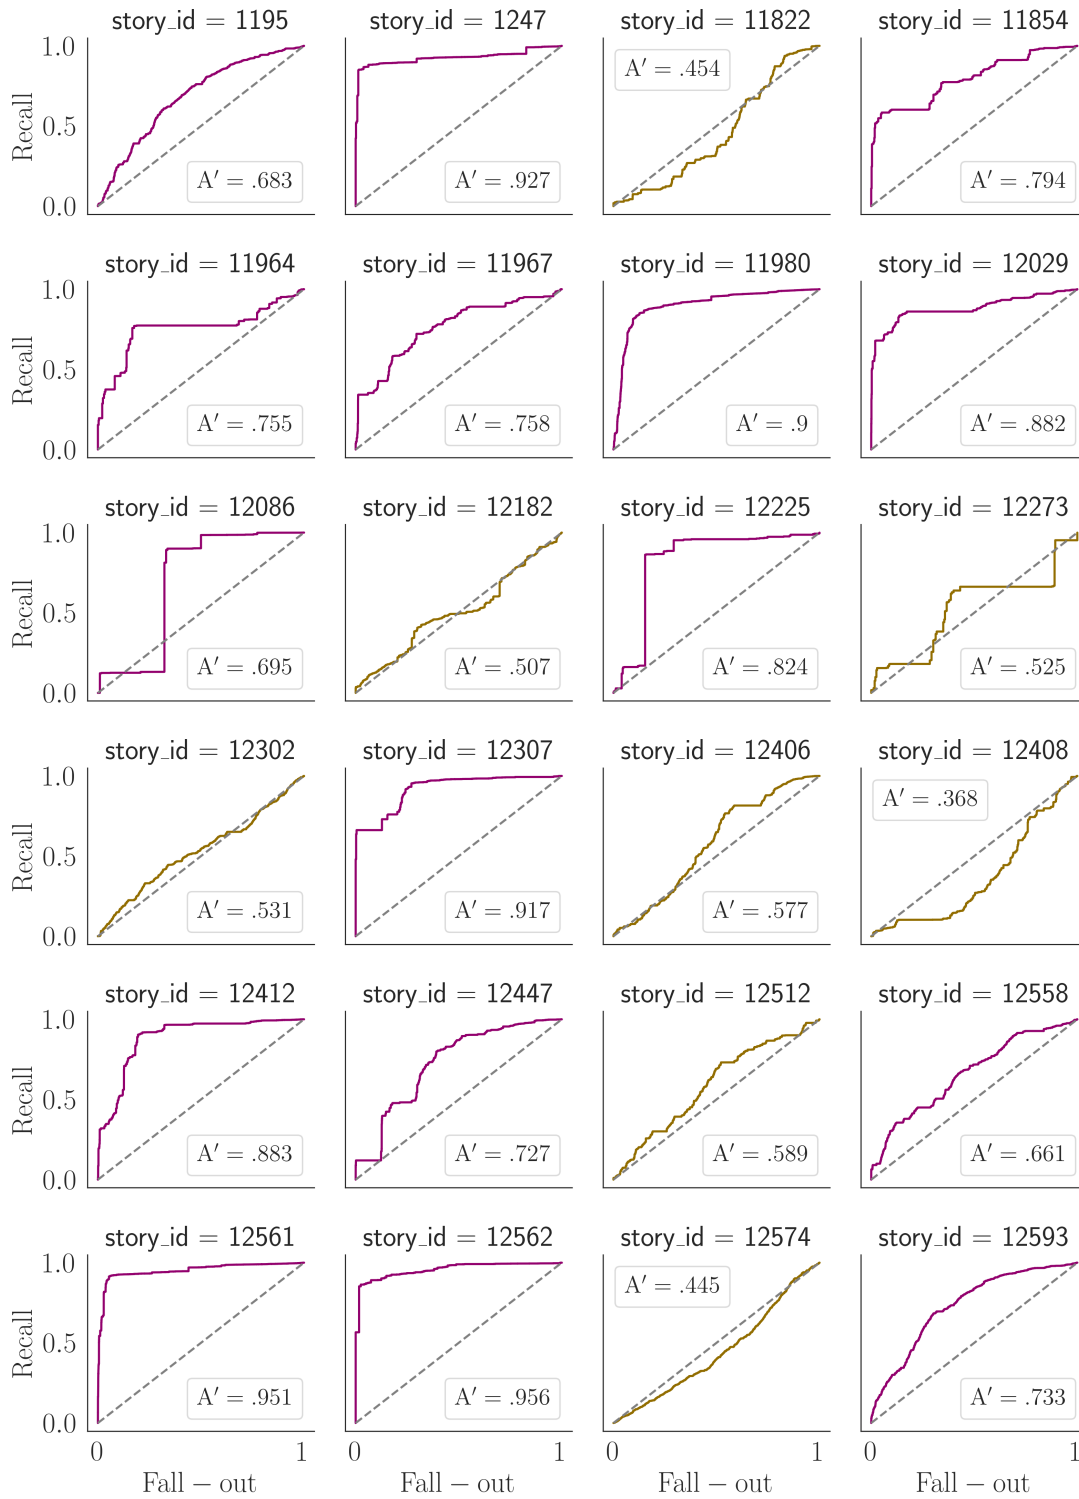 story_id = 1195
story_id = 1247
story_id = 11822
story_id = 11854
1.0
0.5
0.0
Recall
A′ = .683
A′ = .927
A′ = .454
A′ = .794
story_id = 11964
story_id = 11967
story_id = 11980
story_id = 12029
1.0
0.5
0.0
Recall
A′ = .755
A′ = .758
A′ = .9
A′ = .882
story_id = 12086
story_id = 12182
story_id = 12225
story_id = 12273
1.0
0.5
0.0
Recall
A′ = .695
A′ = .507
A′ = .824
A′ = .525
story_id = 12302
story_id = 12307
story_id = 12406
story_id = 12408
1.0
0.5
0.0
Recall
A′ = .531
A′ = .917
A′ = .577
A′ = .368
story_id = 12412
story_id = 12447
story_id = 12512
story_id = 12558
1.0
0.5
0.0
Recall
A′ = .883
A′ = .727
A′ = .589
A′ = .661
story_id = 12561
story_id = 12562
story_id = 12574
story_id = 12593
1.0
0.5
0.0
Recall
A′ = .951
A′ = .956
A′ = .445
A′ = .733
0 1
0 1
0 1
0 1
Fall − out
Fall − out
Fall − out
Fall − out